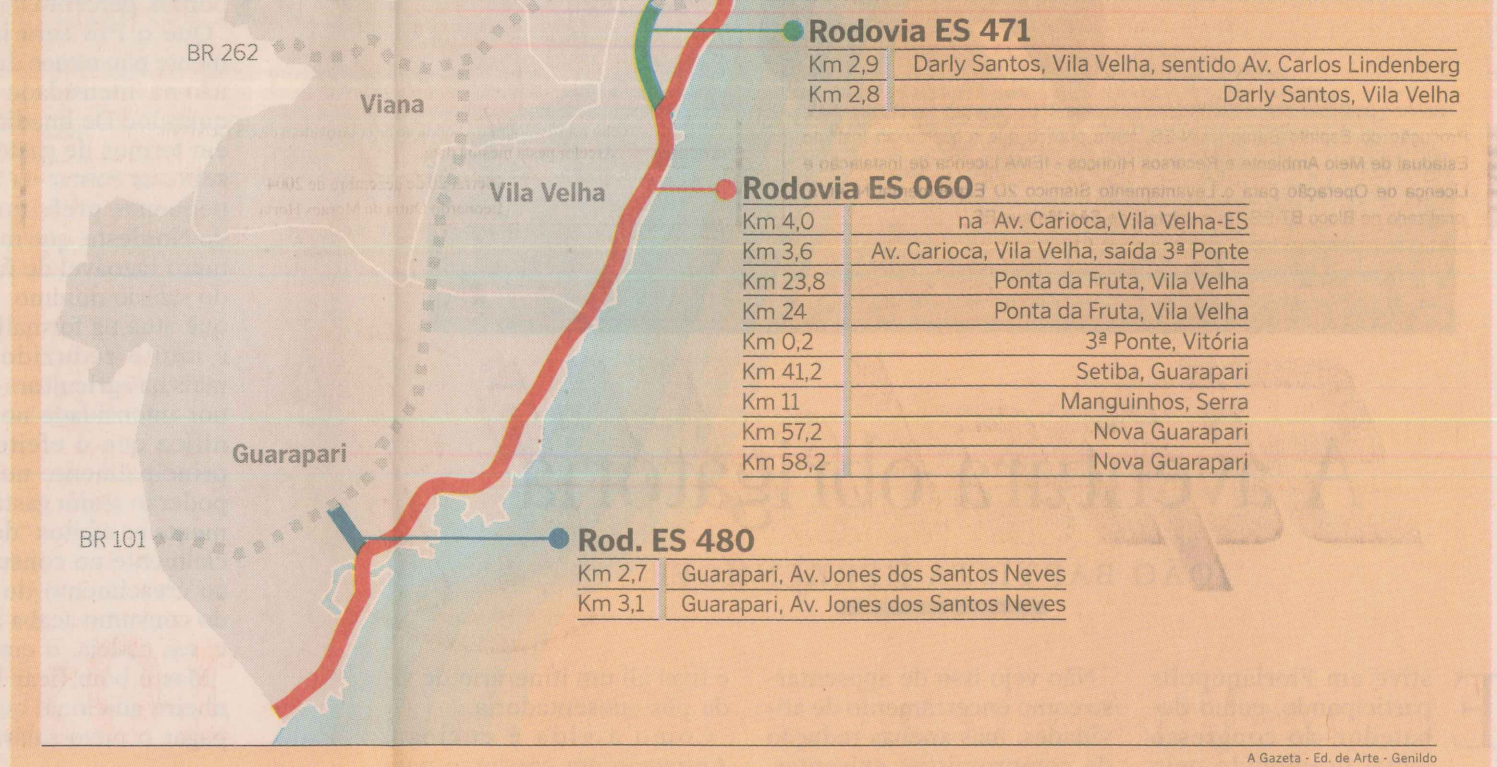 Rodovia ES 471
BR 262
Km 2,9 Darly Santos, Vila Velha, sentido Av. Carlos Lindenberg
Km 2,8 Darly Santos, Vila Velha
Viana
Vila Velha
Rodovia ES 060
Km 4,0 na Av. Carioca, Vila Velha-ES
Km 3,6 Av. Carioca, Vila Velha, saída 3ª Ponte
Km 23,8 Ponta da Fruta, Vila Velha
Km 24 Ponta da Fruta, Vila Velha
Km 0,2 3ª Ponte, Vitória
Km 41,2 Setiba, Guarapari
Km 11 Manguinhos, Serra
Km 57,2 Nova Guarapari
Km 58,2 Nova Guarapari
Guarapari
BR 101
Rod. ES 480
Km 2,7 Guarapari, Av. Jones dos Santos Neves
Km 3,1 Guarapari, Av. Jones dos Santos Neves
A Gazeta - Ed. de Arte - Genildo